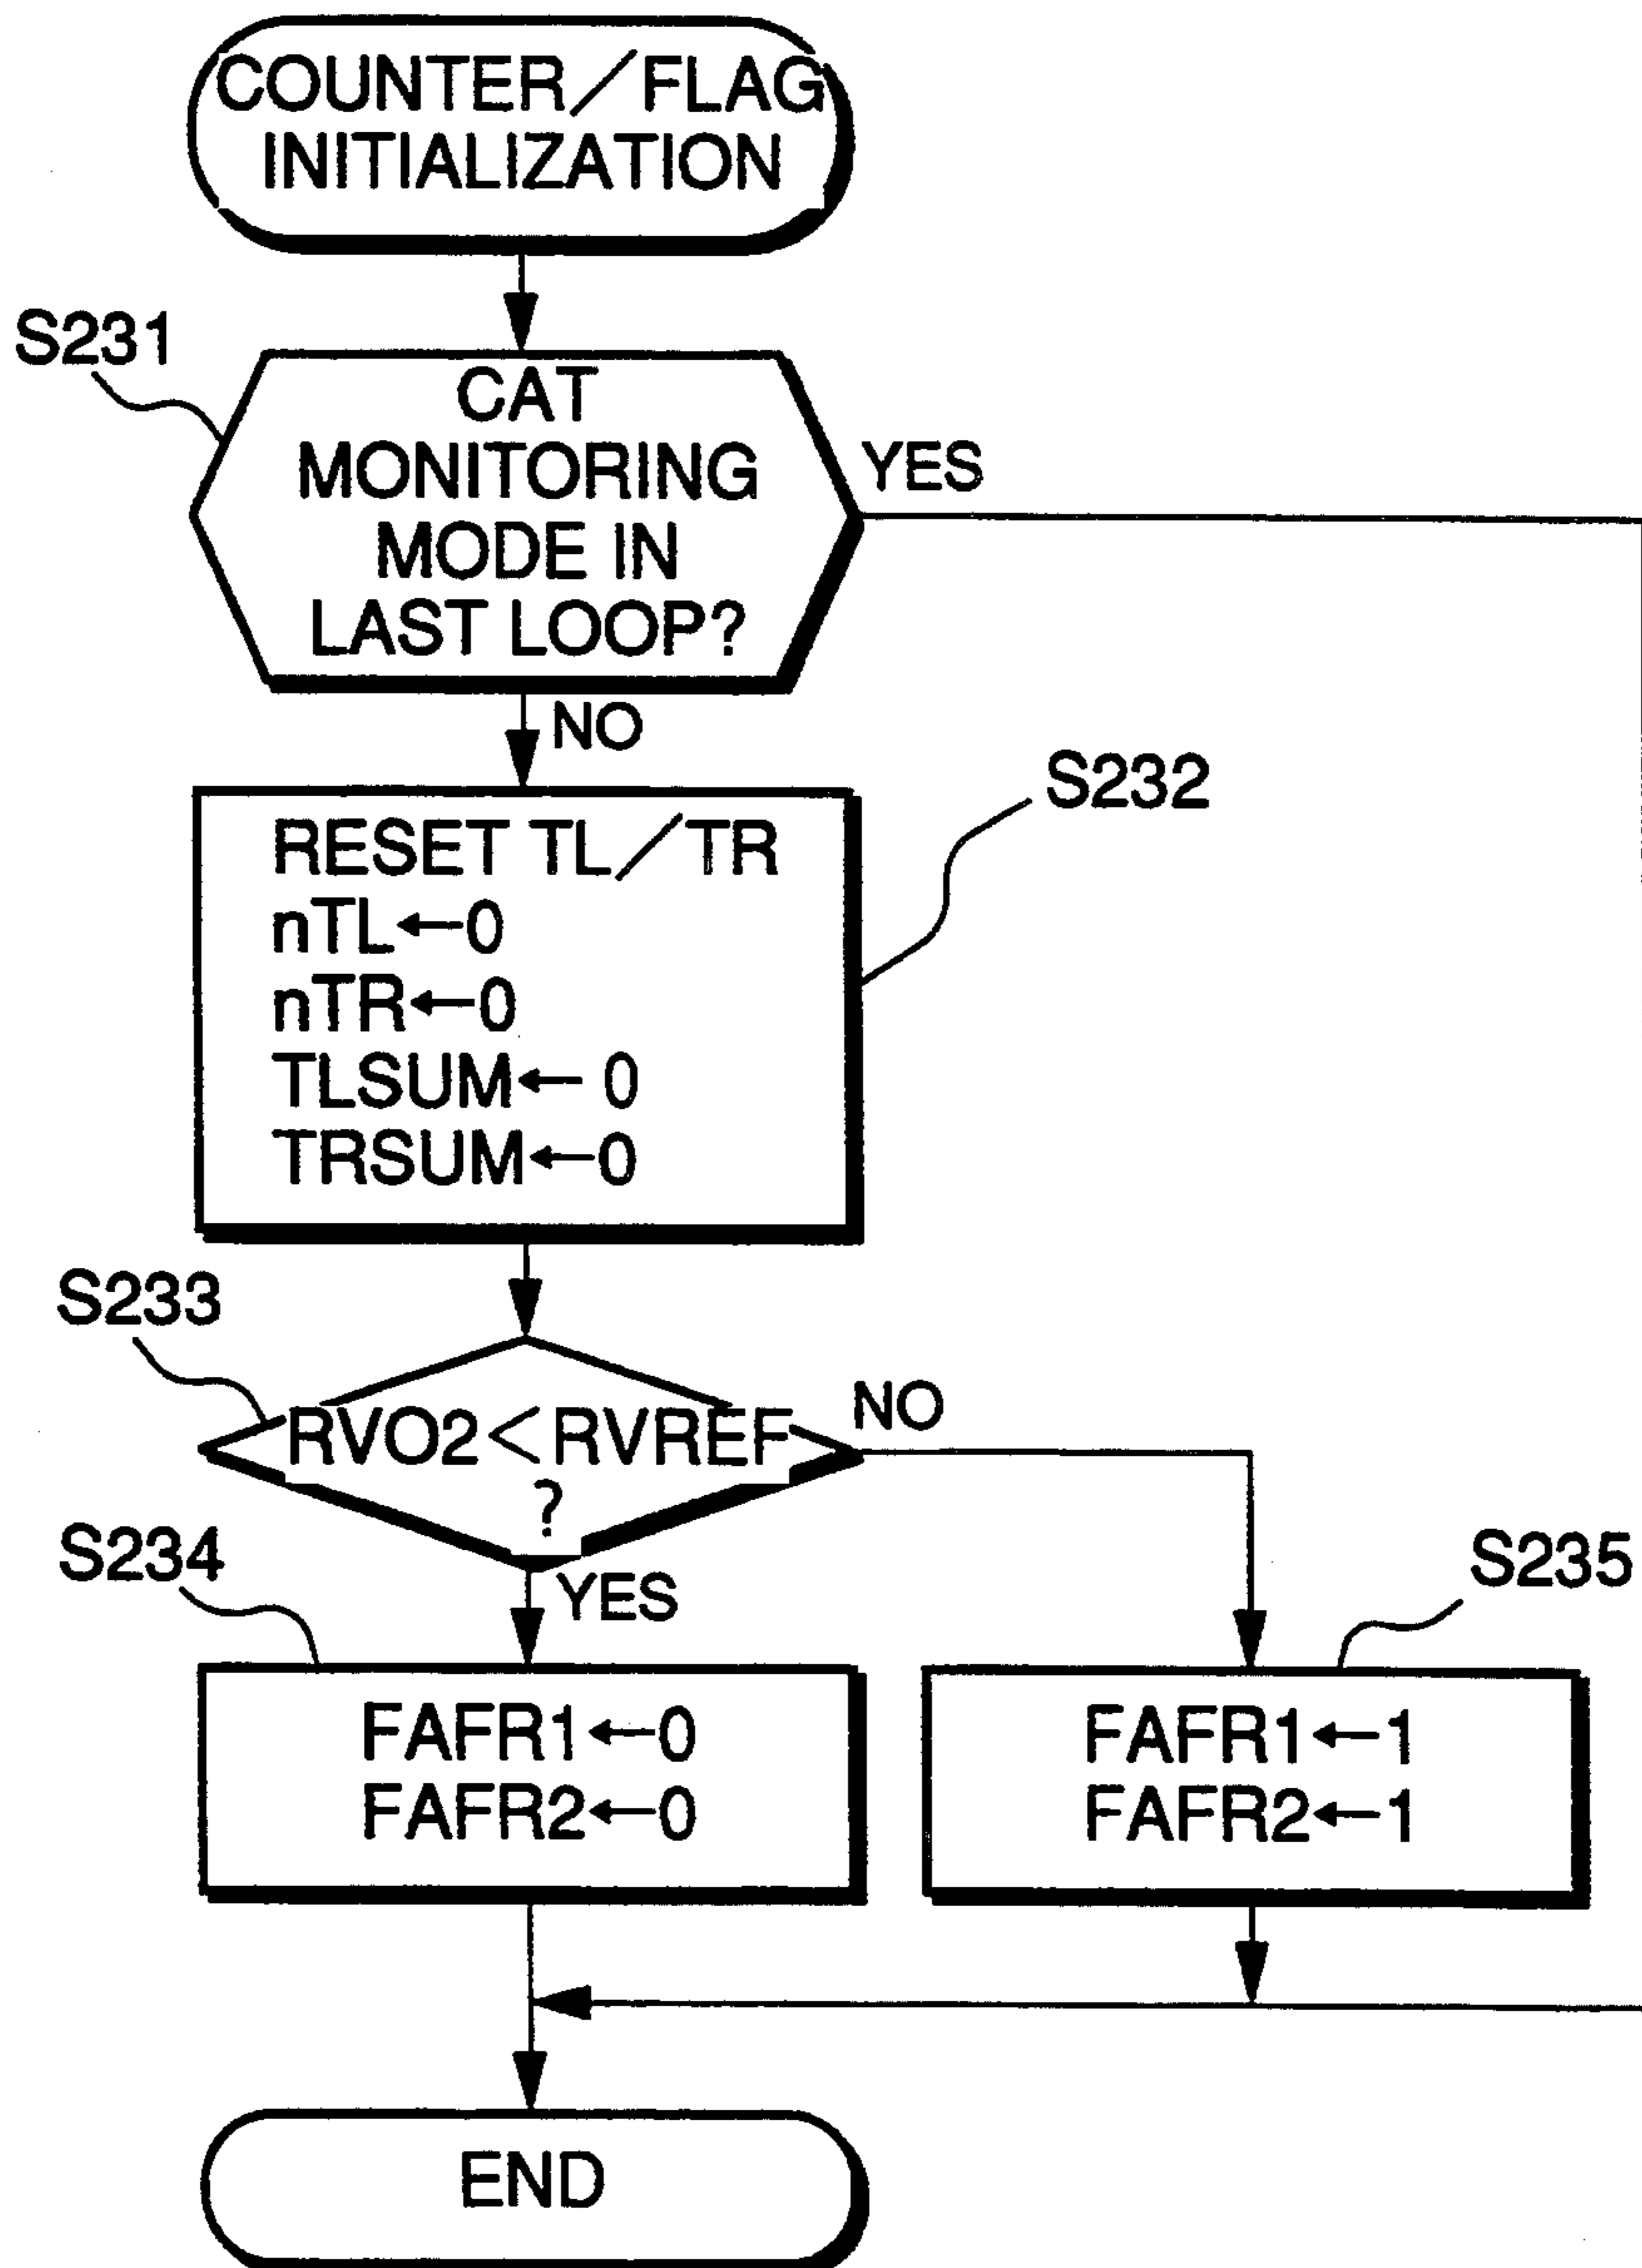 COUNTER/FLAG
INITIALIZATION
S231
CAT
MONITORING
MODE IN
LAST LOOP?
YES
NO
S232
RESET TL/TR
nTL←0
nTR←0
TLSUM← 0
TRSUM←0
S233
RVO2<RVREF
?
NO
YES
S234
S235
FAFR1←0
FAFR2←0
FAFR1←1
FAFR2←1
END